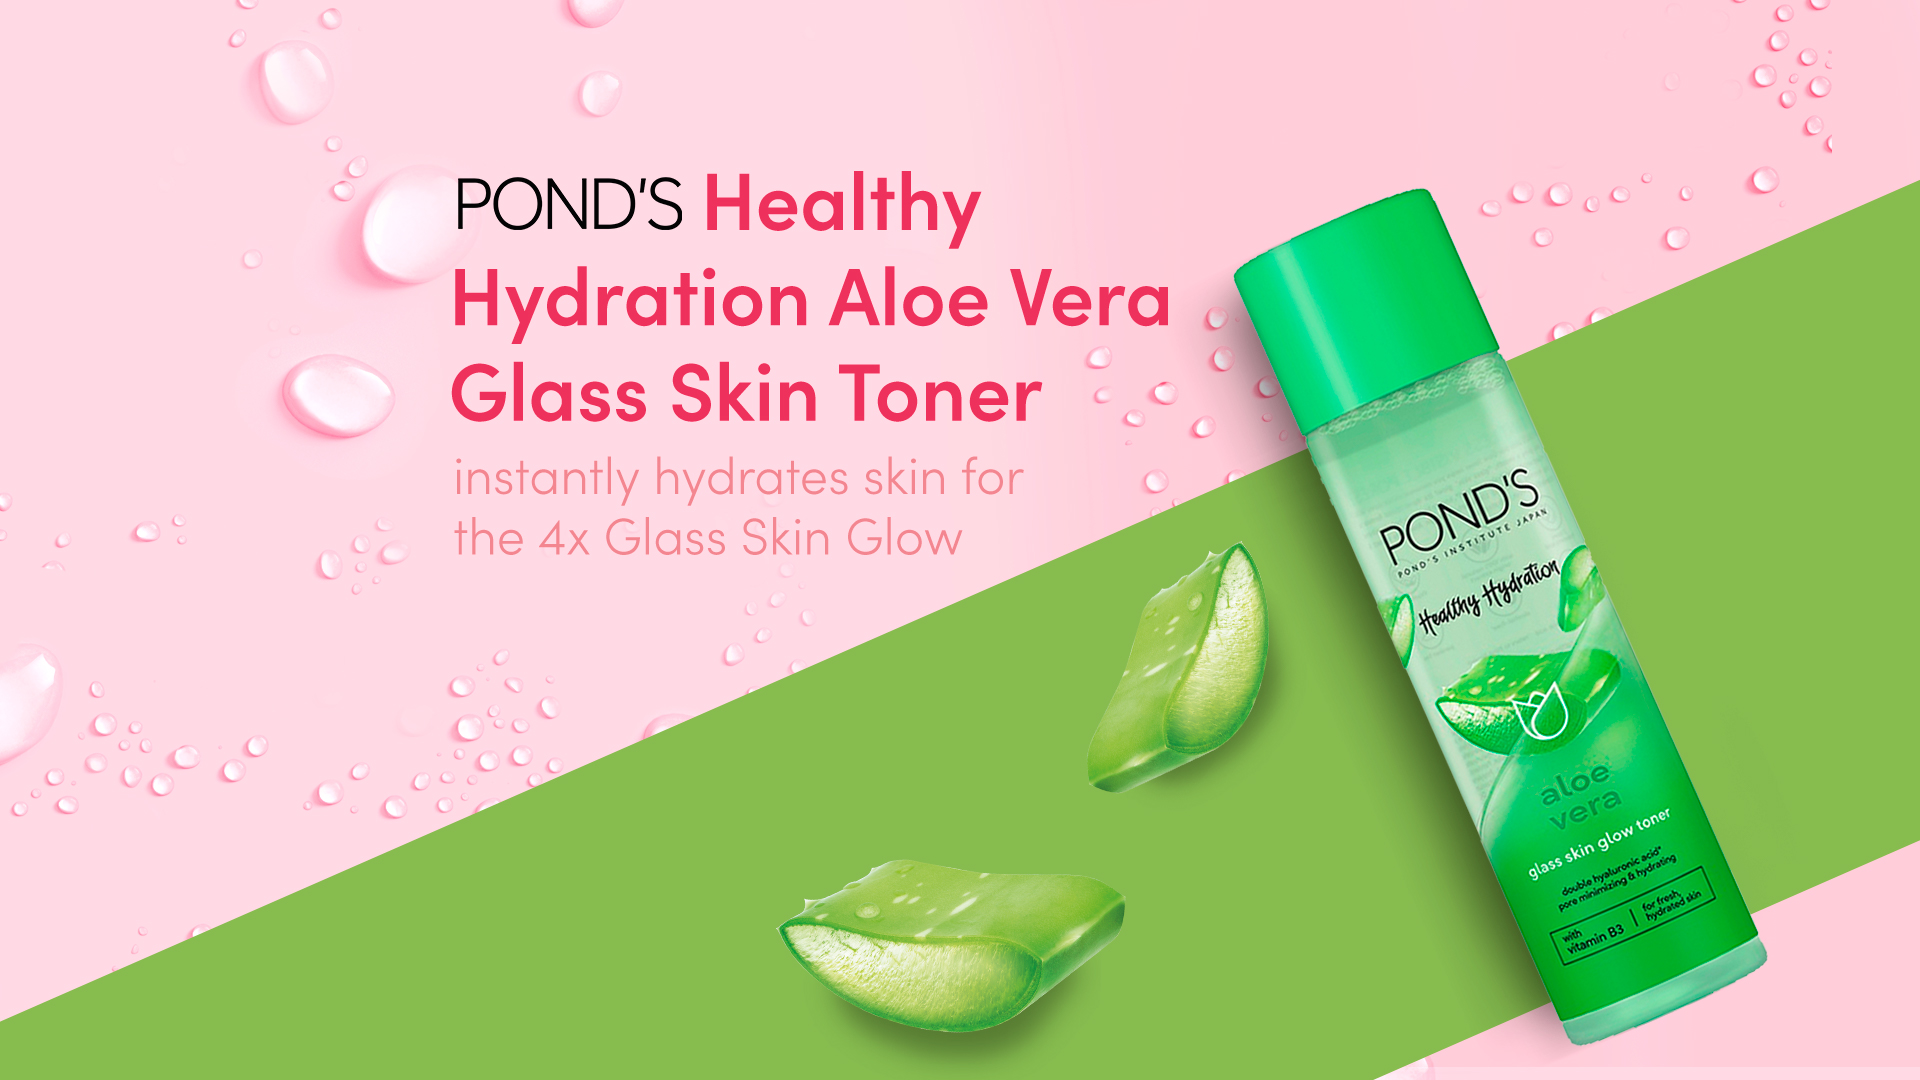 POND'S Healthy
Hydration Aloe Vera
Glass Skin Toner
instantly hydrates skin for
the 4x Glass Skin Glow
POND'S
POND'S INSTITUTE JAPAN
Healthy Hydration
aloe
vera
glass skin glow toner
double hyaluronic acid*
pore minimizing & hydrating
with
vitamin B3
for fresh,
hydrated skin